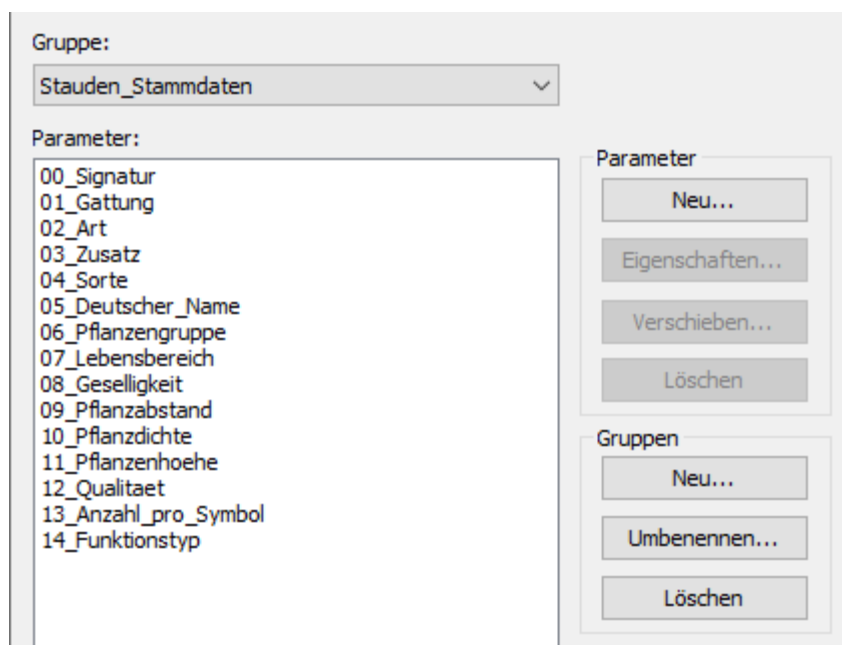 Gruppe:
Stauden_Stammdaten
Parameter:
00_Signatur
01_Gattung
02_Art
03_Zusatz
04_Sorte
05_Deutscher_Name
06_Pflanzengruppe
07_Lebensbereich
08_Geselligkeit
09_Pflanzabstand
10_Pflanzdichte
11_Pflanzenhoehe
12_Qualitaet
13_Anzahl_pro_Symbol
14_Funktionstyp
Parameter
Neu...
Eigenschaften...
Verschieben...
Löschen
Gruppen
Neu...
Umbenennen...
Löschen